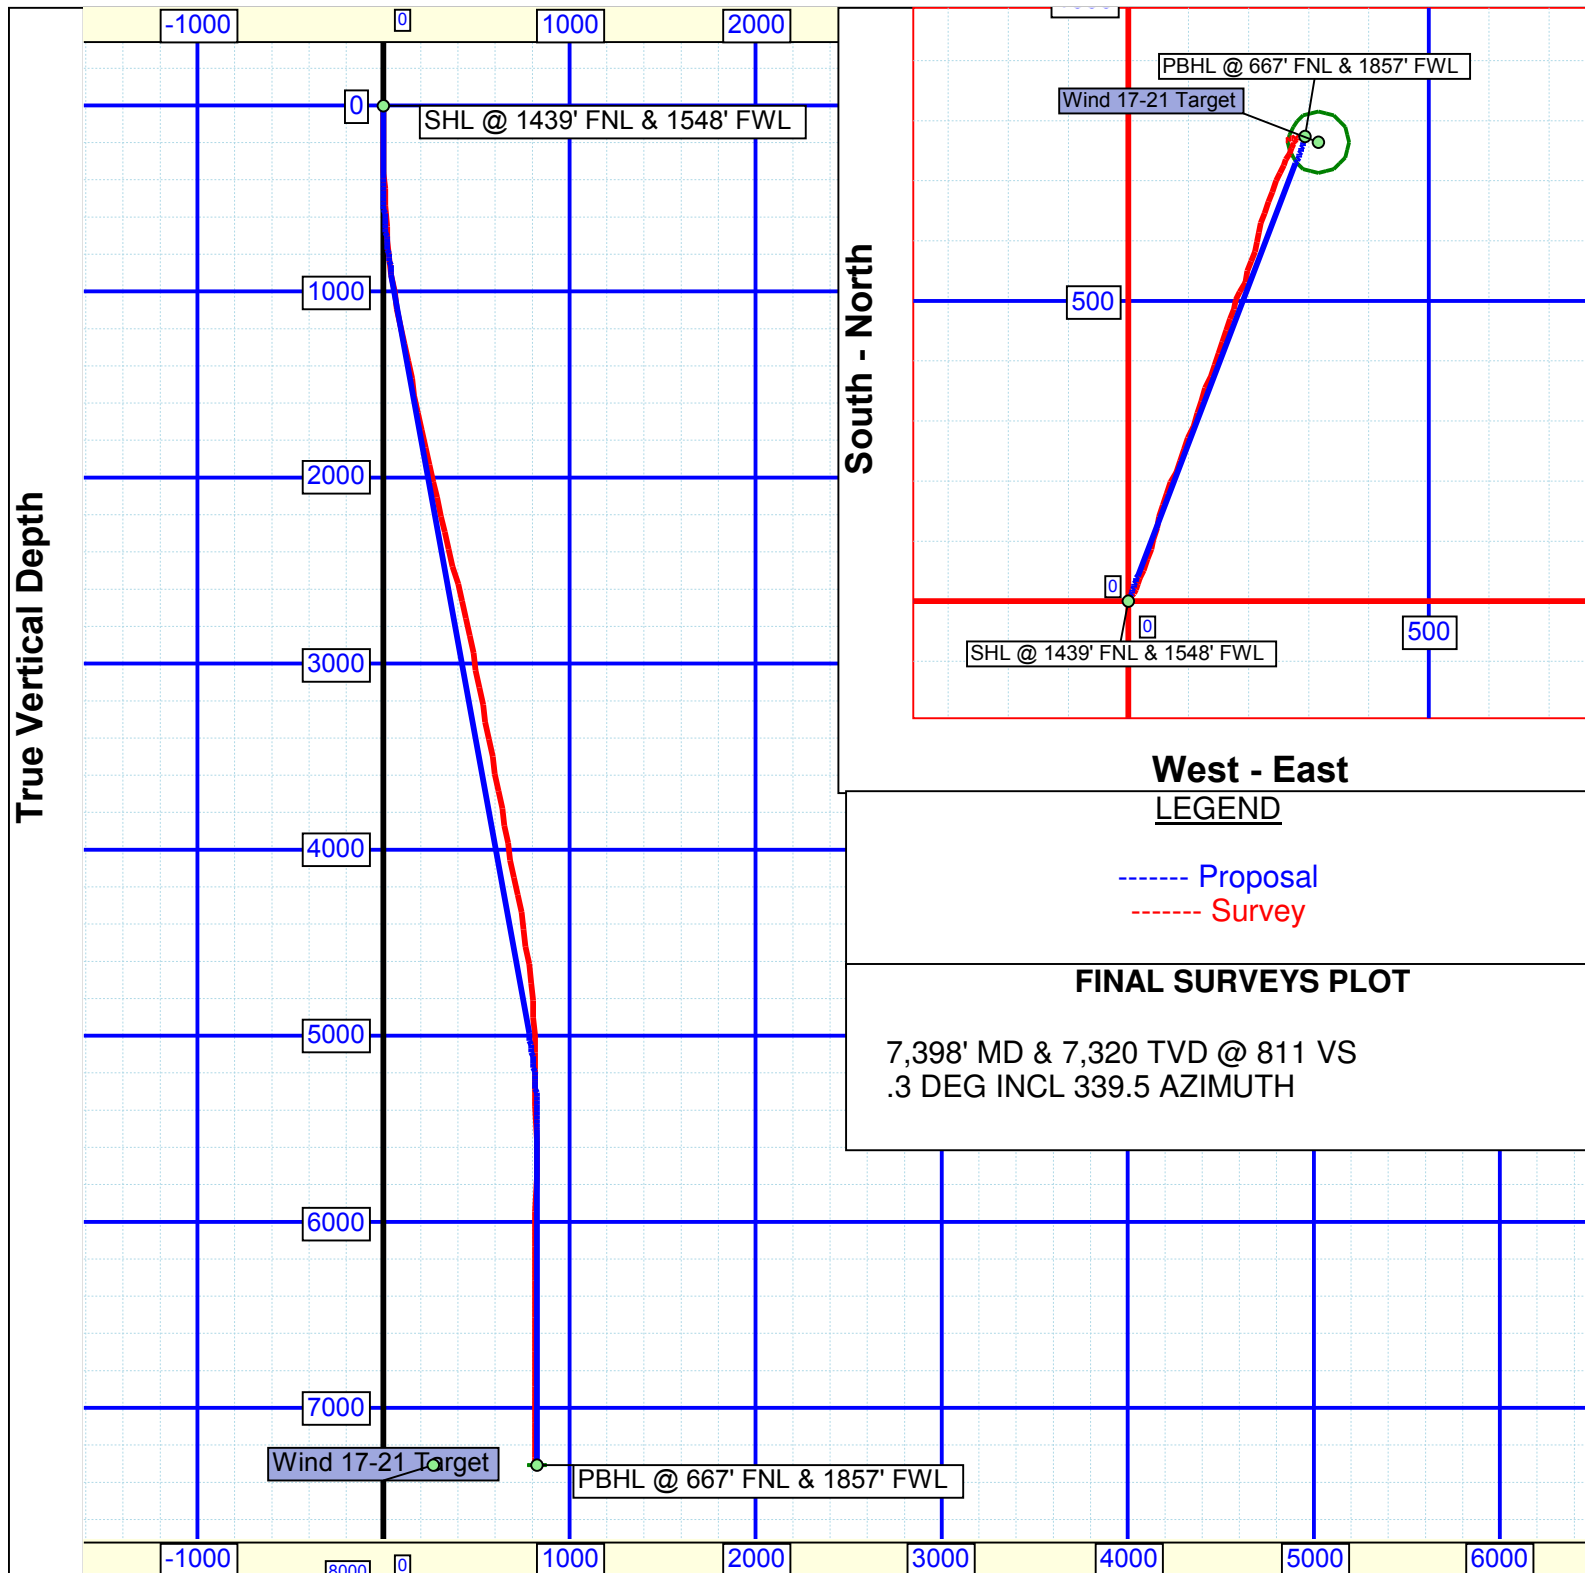 -1000
0
1000
2000
0
SHL @ 1439' FNL & 1548' FWL
1000
2000
3000
4000
5000
6000
7000
True Vertical Depth
Wind 17-21 Target
PBHL @ 667' FNL & 1857' FWL
-1000
8000
0
1000
2000
3000
4000
5000
6000
PBHL @ 667' FNL & 1857' FWL
Wind 17-21 Target
500
South - North
0
0
500
SHL @ 1439' FNL & 1548' FWL
West - East
LEGEND
------- Proposal
------- Survey
FINAL SURVEYS PLOT
7,398' MD & 7,320 TVD @ 811 VS
.3 DEG INCL 339.5 AZIMUTH